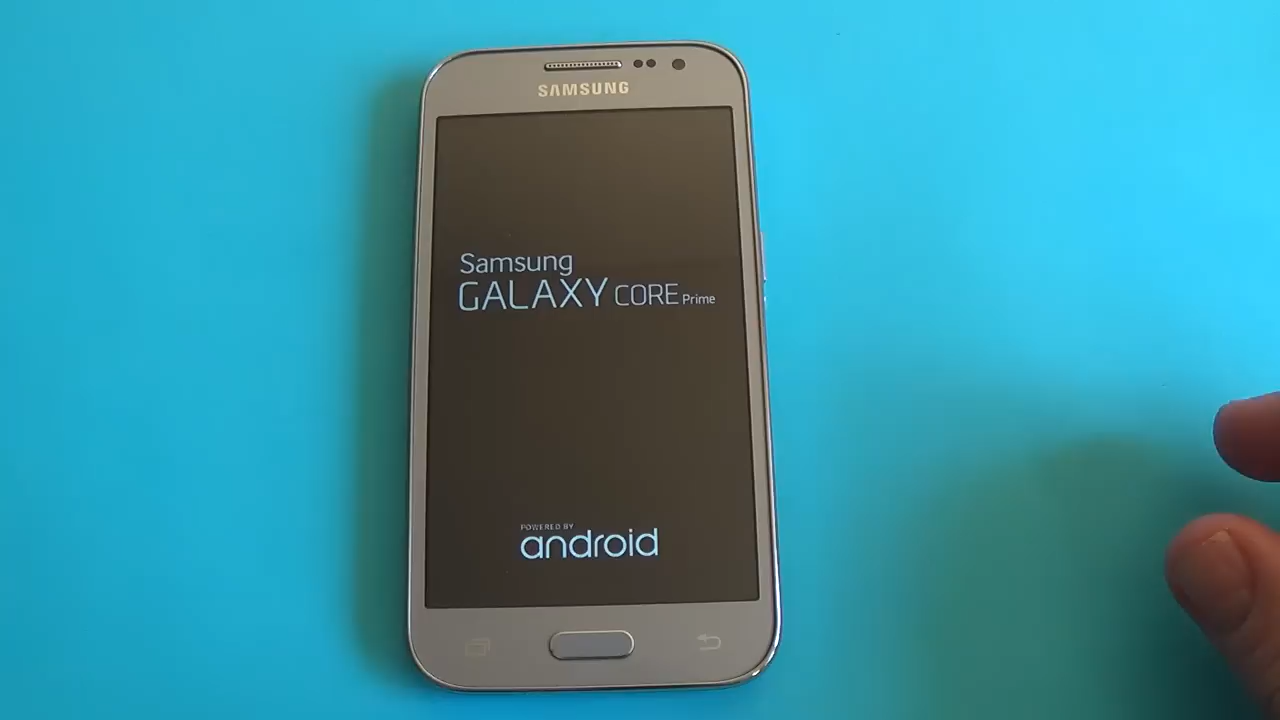 SAMSUNG
Samsung
GALAXY CORE Prime
POWERED BY
android